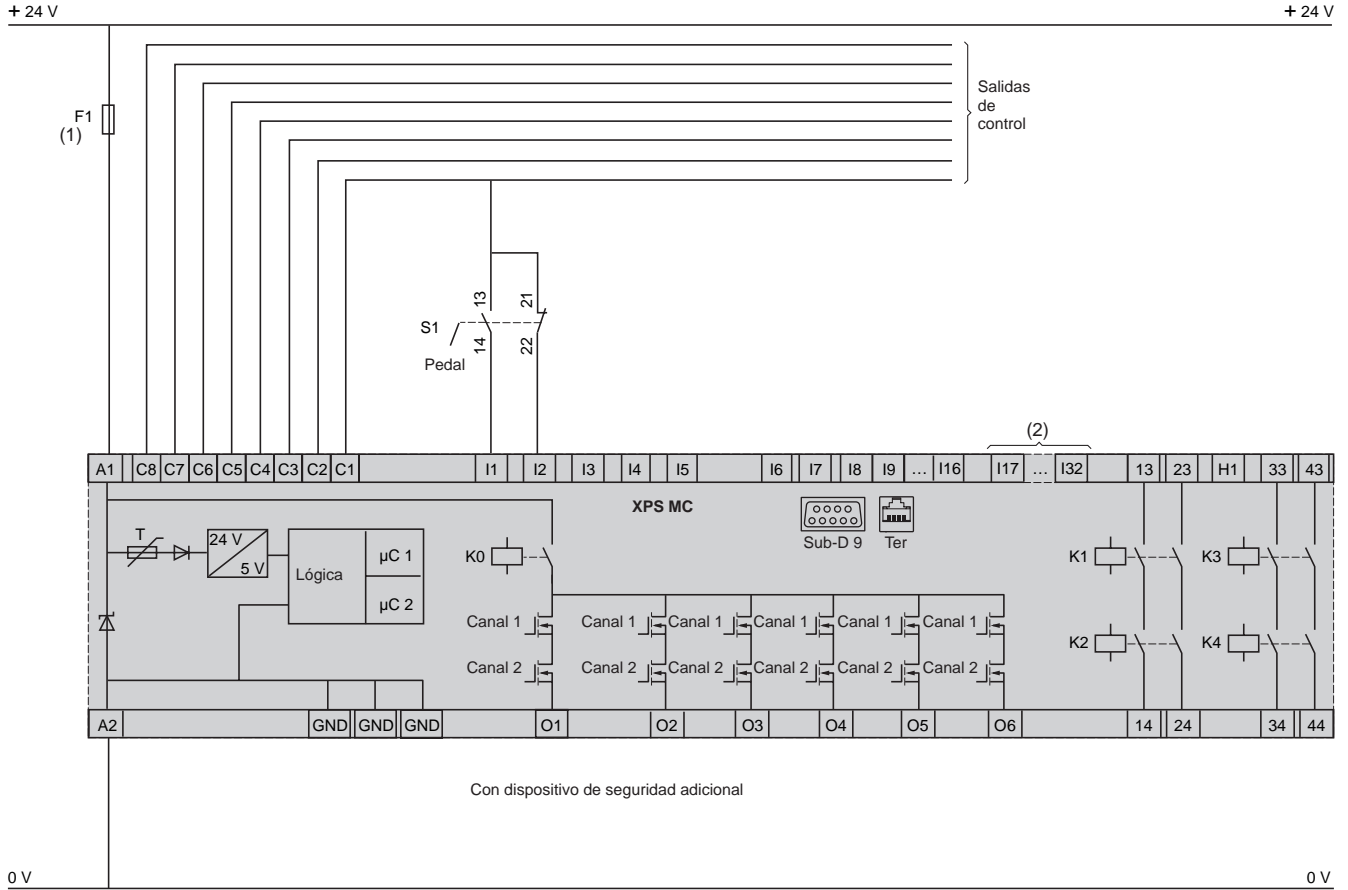 + 24 V
+ 24 V
F1
(1)
Salidas
de
control
13
21
S1
14
22
Pedal
(2)
A1 C8 C7 C6 C5 C4 C3 C2 C1 I1 I2 I3 I4 I5 I6 I7 I8 I9 ... I16 I17 ... I32 13 23 H1 33 43
XPS MC
Sub-D 9
Ter
T
24 V
5 V
Lógica
µC 1
µC 2
K0
K1
K3
Canal 1 Canal 1 Canal 1 Canal 1 Canal 1 Canal 1
K2
K4
Canal 2 Canal 2 Canal 2 Canal 2 Canal 2 Canal 2
A2 GND GND GND O1 O2 O3 O4 O5 O6 14 24 34 44
Con dispositivo de seguridad adicional
0 V
0 V